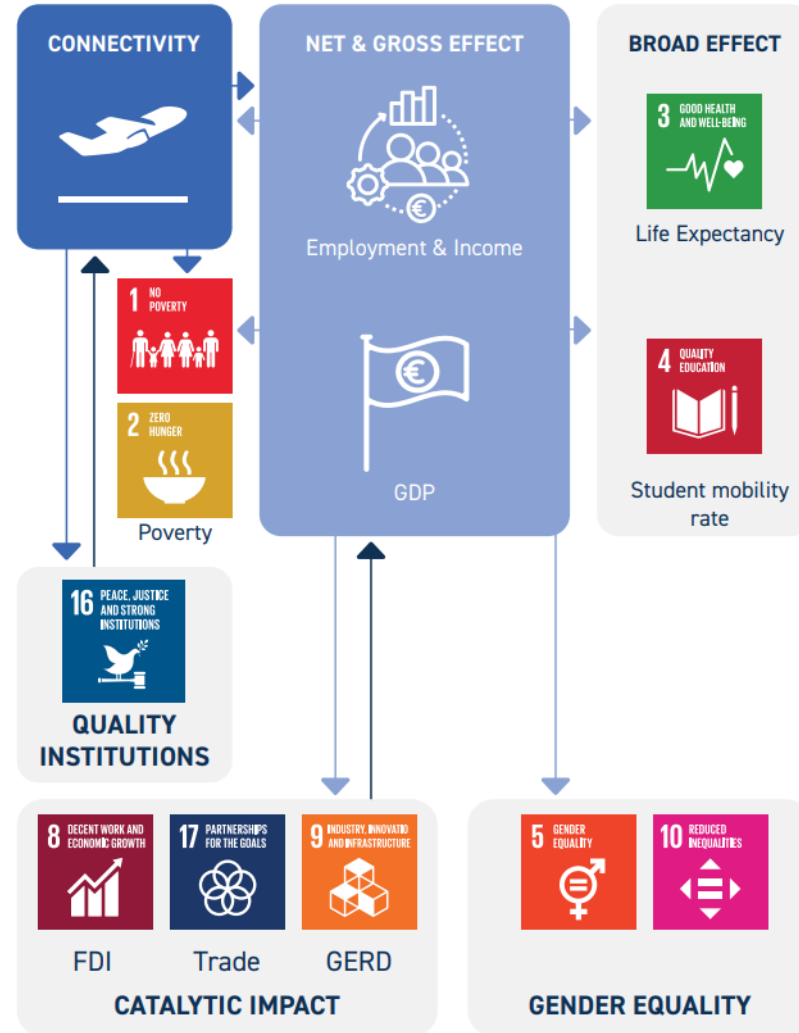 CONNECTIVITY
NET & GROSS EFFECT
BROAD EFFECT
3 GOOD HEALTH
AND WELL-BEING
Life Expectancy
€
Employment & Income
1 NO
POVERTY
2 ZERO
HUNGER
Poverty
€
GDP
4 QUALITY
EDUCATION
Student mobility
rate
16 PEACE, JUSTICE
AND STRONG
INSTITUTIONS
QUALITY
INSTITUTIONS
8 DECENT WORK AND
ECONOMIC GROWTH
FDI
17 PARTNERSHIPS
FOR THE GOALS
Trade
9 INDUSTRY, INNOVATIO
AND INFRASTRUCTURE
GERD
CATALYTIC IMPACT
5 GENDER
EQUALITY
10 REDUCED
INEQUALITIES
GENDER EQUALITY